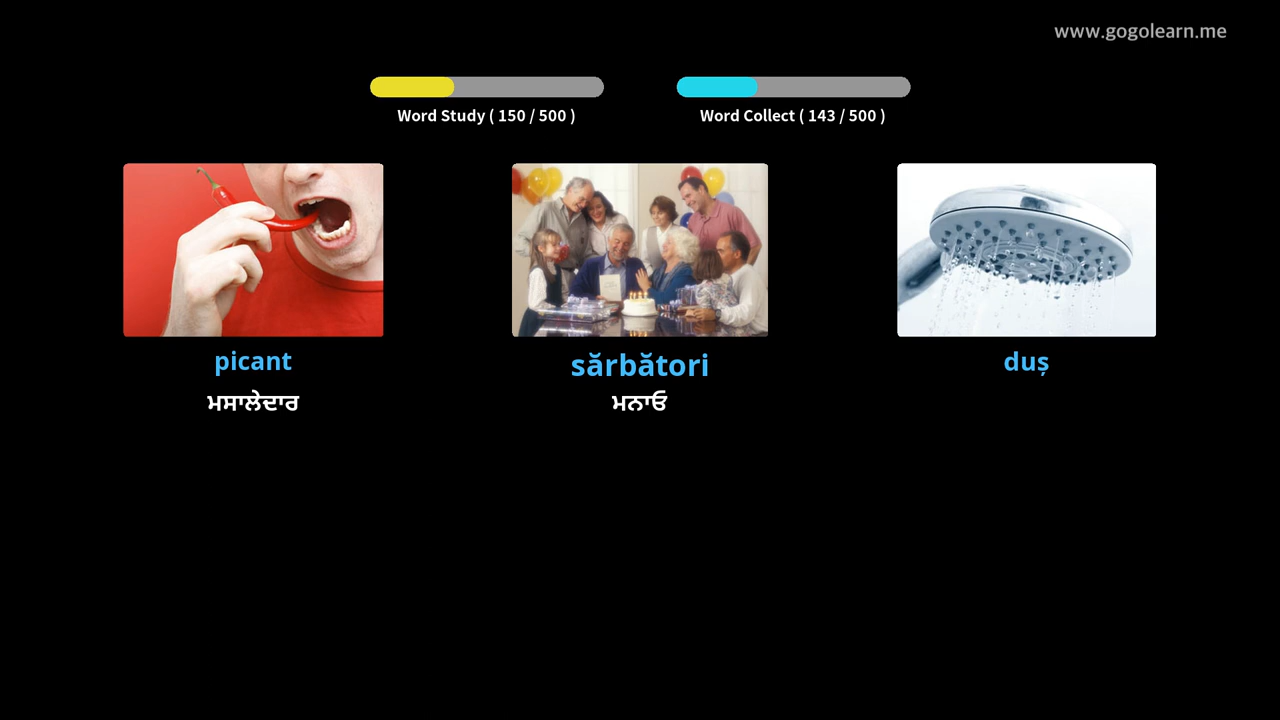 www.gogolearn.me
Word Study ( 150 / 500 )
Word Collect ( 143 / 500 )
picant
sărbători
duș
ਮਸਾਲੇਦਾਰ
ਮਨਾਓ